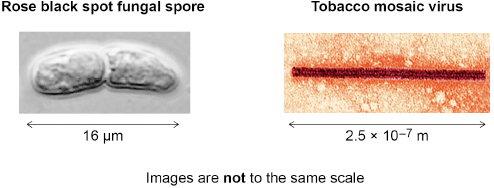 Rose black spot fungal spore
Tobacco mosaic virus
16 µm
2.5 × 10⁻⁷ m
Images are not to the same scale